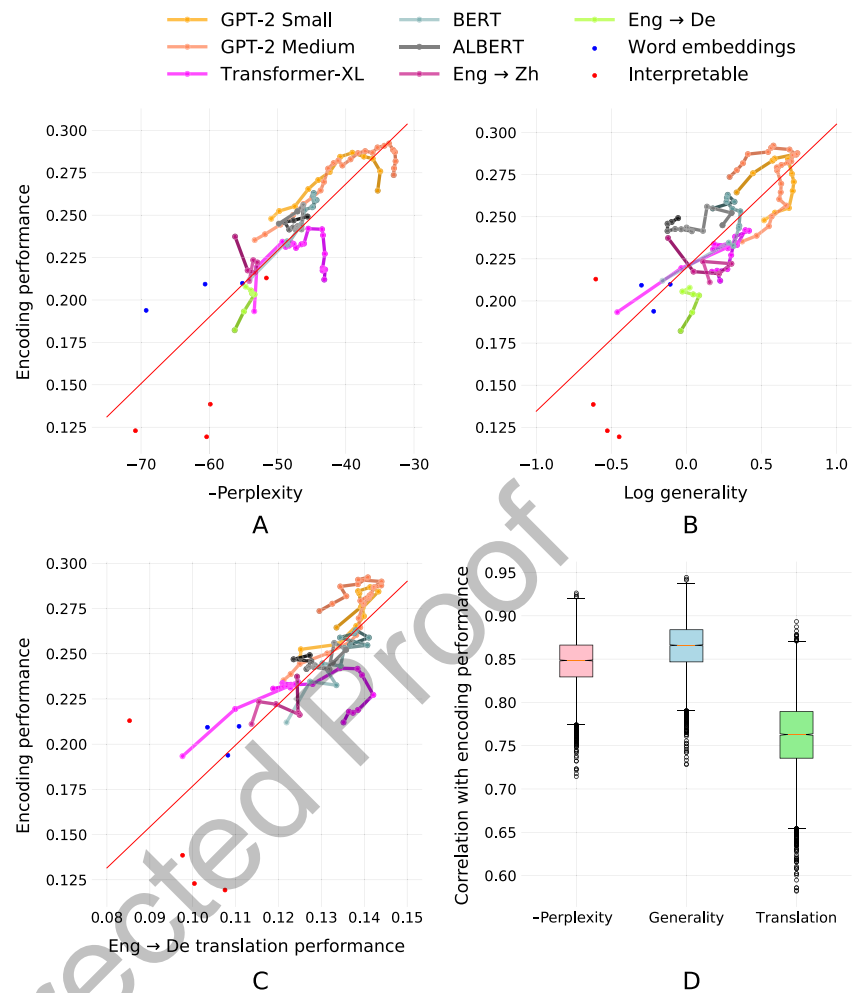 GPT-2 Small BERT Eng → De
GPT-2 Medium ALBERT Word embeddings
Transformer-XL Eng → Zh Interpretable
Encoding performance
0.300
0.275
0.250
0.225
0.200
0.175
0.150
0.125
−70 −60 −50 −40 −30
–Perplexity
A
0.300
0.275
0.250
0.225
0.200
0.175
0.150
0.125
−1.0 −0.5 0.0 0.5 1.0
Log generality
B
Encoding performance
0.300
0.275
0.250
0.225
0.200
0.175
0.150
0.125
0.08 0.09 0.10 0.11 0.12 0.13 0.14 0.15
Eng → De translation performance
C
Correlation with encoding performance
0.95
0.90
0.85
0.80
0.75
0.70
0.65
0.60
–Perplexity Generality Translation
D
rected Proof